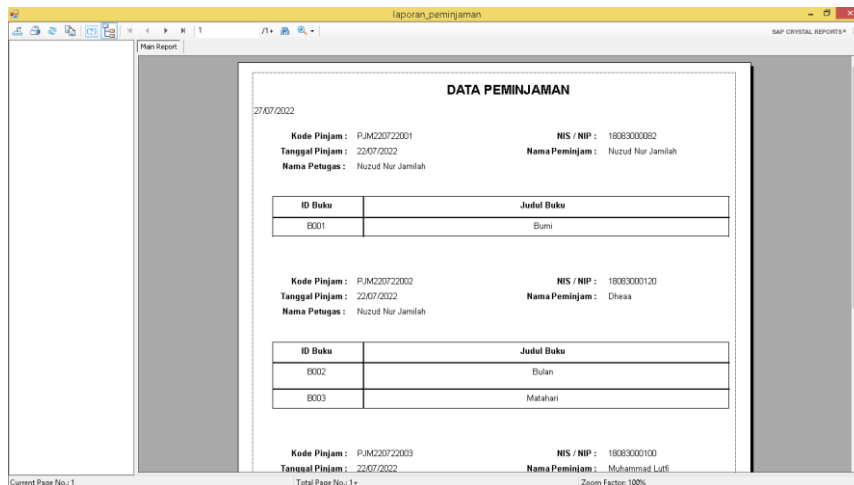 laporan_peminjaman
1 /1+
SAP CRYSTAL REPORTS®
Main Report
DATA PEMINJAMAN
27/07/2022
Kode Pinjam : PJM220722001 NIS / NIP : 18083000082
Tanggal Pinjam : 22/07/2022 Nama Peminjam : Nuzud Nur Jamilah
Nama Petugas : Nuzud Nur Jamilah
ID Buku Judul Buku
B001 Bumi
Kode Pinjam : PJM220722002 NIS / NIP : 18083000120
Tanggal Pinjam : 22/07/2022 Nama Peminjam : Dheaa
Nama Petugas : Nuzud Nur Jamilah
ID Buku Judul Buku
B002 Bulan
B003 Matahari
Kode Pinjam : PJM220722003 NIS / NIP : 18083000100
Tanggal Pinjam : 22/07/2022 Nama Peminjam : Muhammad Lutfi
Current Page No.: 1 Total Page No.: 1+ Zoom Factor: 100%